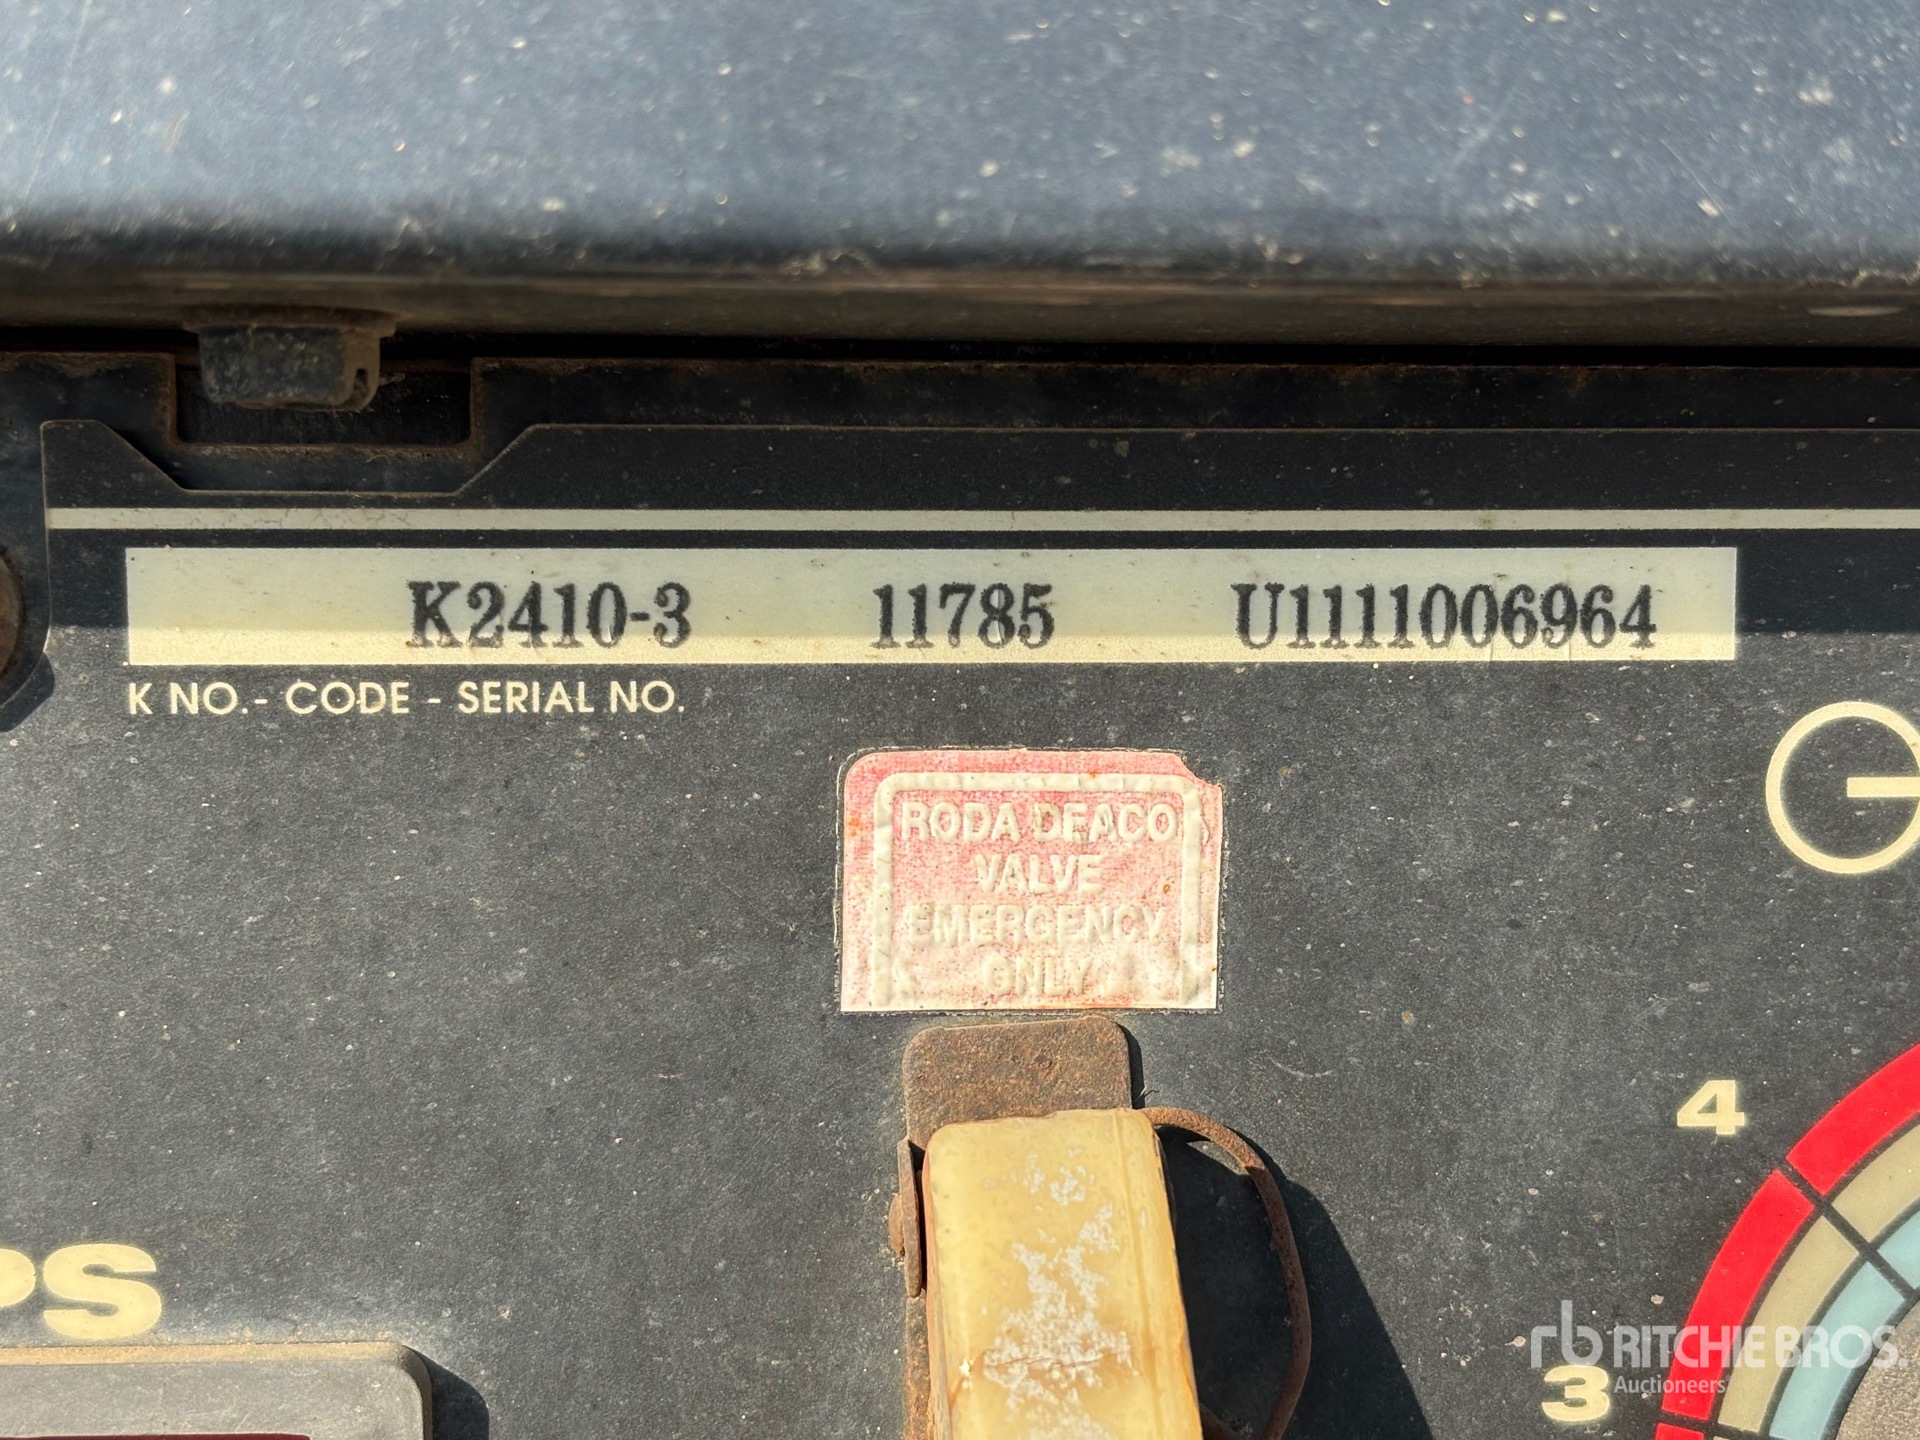 K2410-3 11785 U1111006964
K NO. - CODE - SERIAL NO.
RODA DEACO
VALVE
EMERGENCY
ONLY
4
PS
3
rb RITCHIE BROS.
Auctioneers